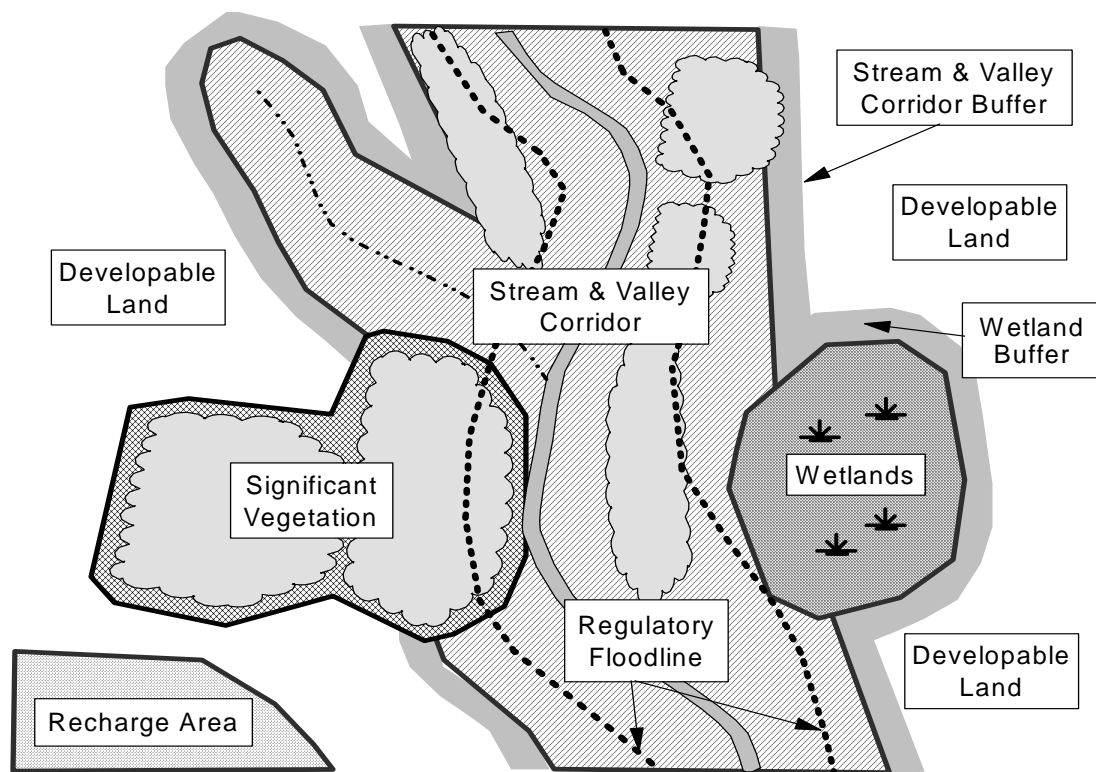 Stream & Valley
Corridor Buffer
Developable
Land
Developable
Land
Stream & Valley
Corridor
Wetland
Buffer
Significant
Vegetation
Wetlands
Regulatory
Floodline
Developable
Land
Recharge Area